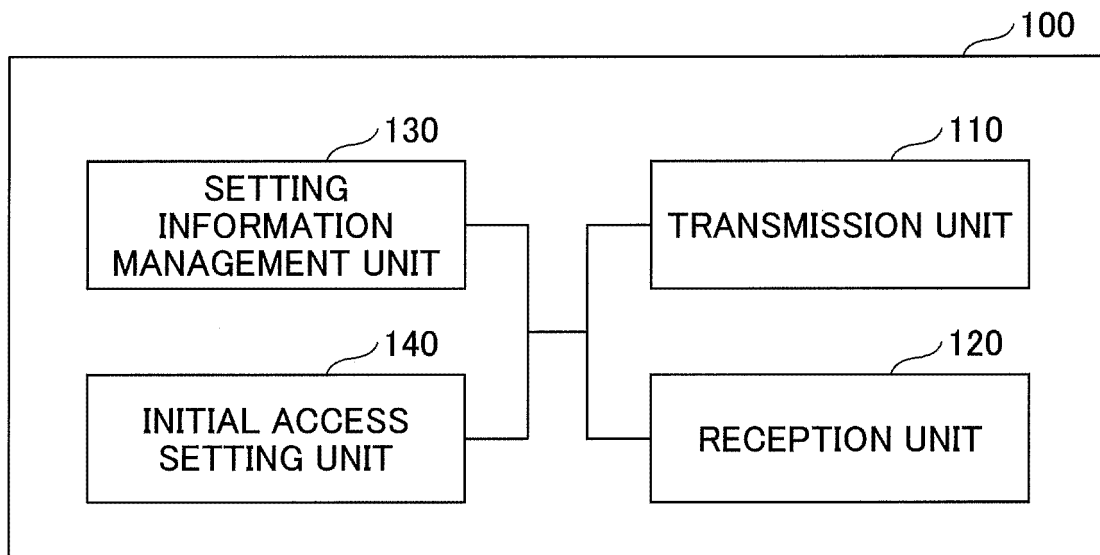 100
130
SETTING
INFORMATION
MANAGEMENT UNIT
110
TRANSMISSION UNIT
140
INITIAL ACCESS
SETTING UNIT
120
RECEPTION UNIT